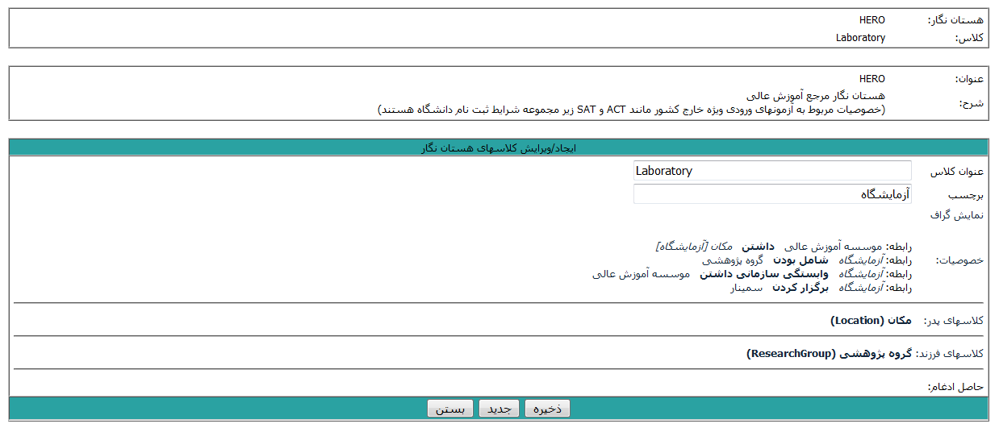 هستان نگار: HERO
کلاس: Laboratory
عنوان: HERO
شرح: هستان نگار مرجع آموزش عالی
(خصوصیات مربوط به آزمونهای ورودی ویژه خارج کشور مانند ACT و SAT زیر مجموعه شرایط ثبت نام دانشگاه هستند)
ایجاد/ویرایش کلاسهای هستان نگار
عنوان کلاس Laboratory
برچسب آزمایشگاه
نمایش گراف
خصوصیات:
رابطه: موسسه آموزش عالی داشتن مکان [آزمایشگاه]
رابطه: آزمایشگاه شامل بودن گروه پژوهشی
رابطه: آزمایشگاه وابستگی سازمانی داشتن موسسه آموزش عالی
رابطه: آزمایشگاه برگزار کردن سمینار
کلاسهای پدر: مکان (Location)
کلاسهای فرزند: گروه پژوهشی (ResearchGroup)
حاصل ادغام:
ذخیره جدید بستن